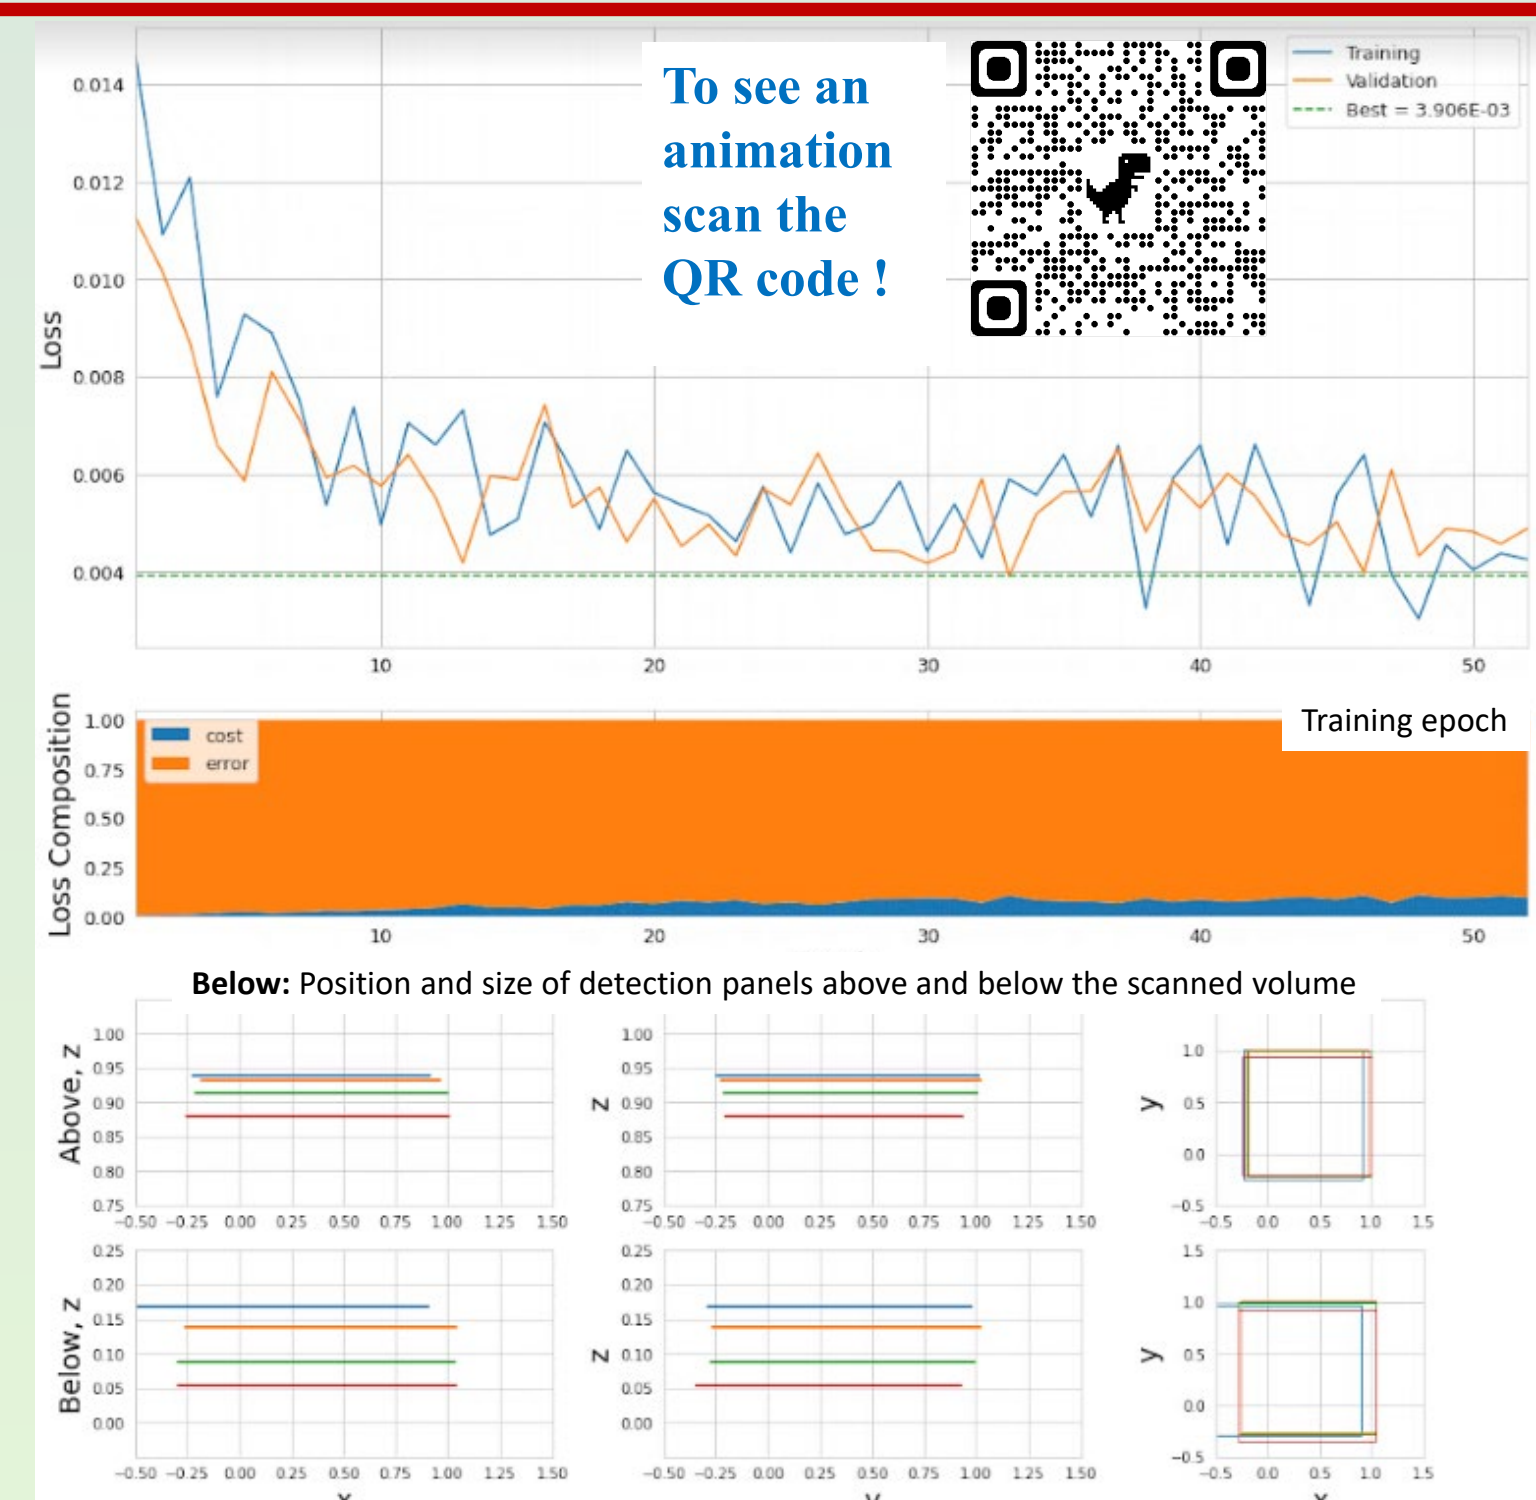 To see an
animation
scan the
QR code !
Training
Validation
Best = 3.906E-03
Loss
0.014
0.012
0.010
0.008
0.006
0.004
10 20 30 40 50
Training epoch
Loss Composition
cost
error
1.00
0.75
0.50
0.25
0.00
10 20 30 40 50
Below: Position and size of detection panels above and below the scanned volume
Above, z
1.00
0.95
0.90
0.85
0.80
0.75
−0.50 −0.25 0.00 0.25 0.50 0.75 1.00 1.25 1.50
z
1.00
0.95
0.90
0.85
0.80
0.75
−0.50 −0.25 0.00 0.25 0.50 0.75 1.00 1.25 1.50
y
1.0
0.5
0.0
−0.5
−0.5 0.0 0.5 1.0 1.5
Below, z
0.25
0.20
0.15
0.10
0.05
0.00
−0.50 −0.25 0.00 0.25 0.50 0.75 1.00 1.25 1.50
z
0.25
0.20
0.15
0.10
0.05
0.00
−0.50 −0.25 0.00 0.25 0.50 0.75 1.00 1.25 1.50
y
1.5
1.0
0.5
0.0
−0.5
−0.5 0.0 0.5 1.0 1.5